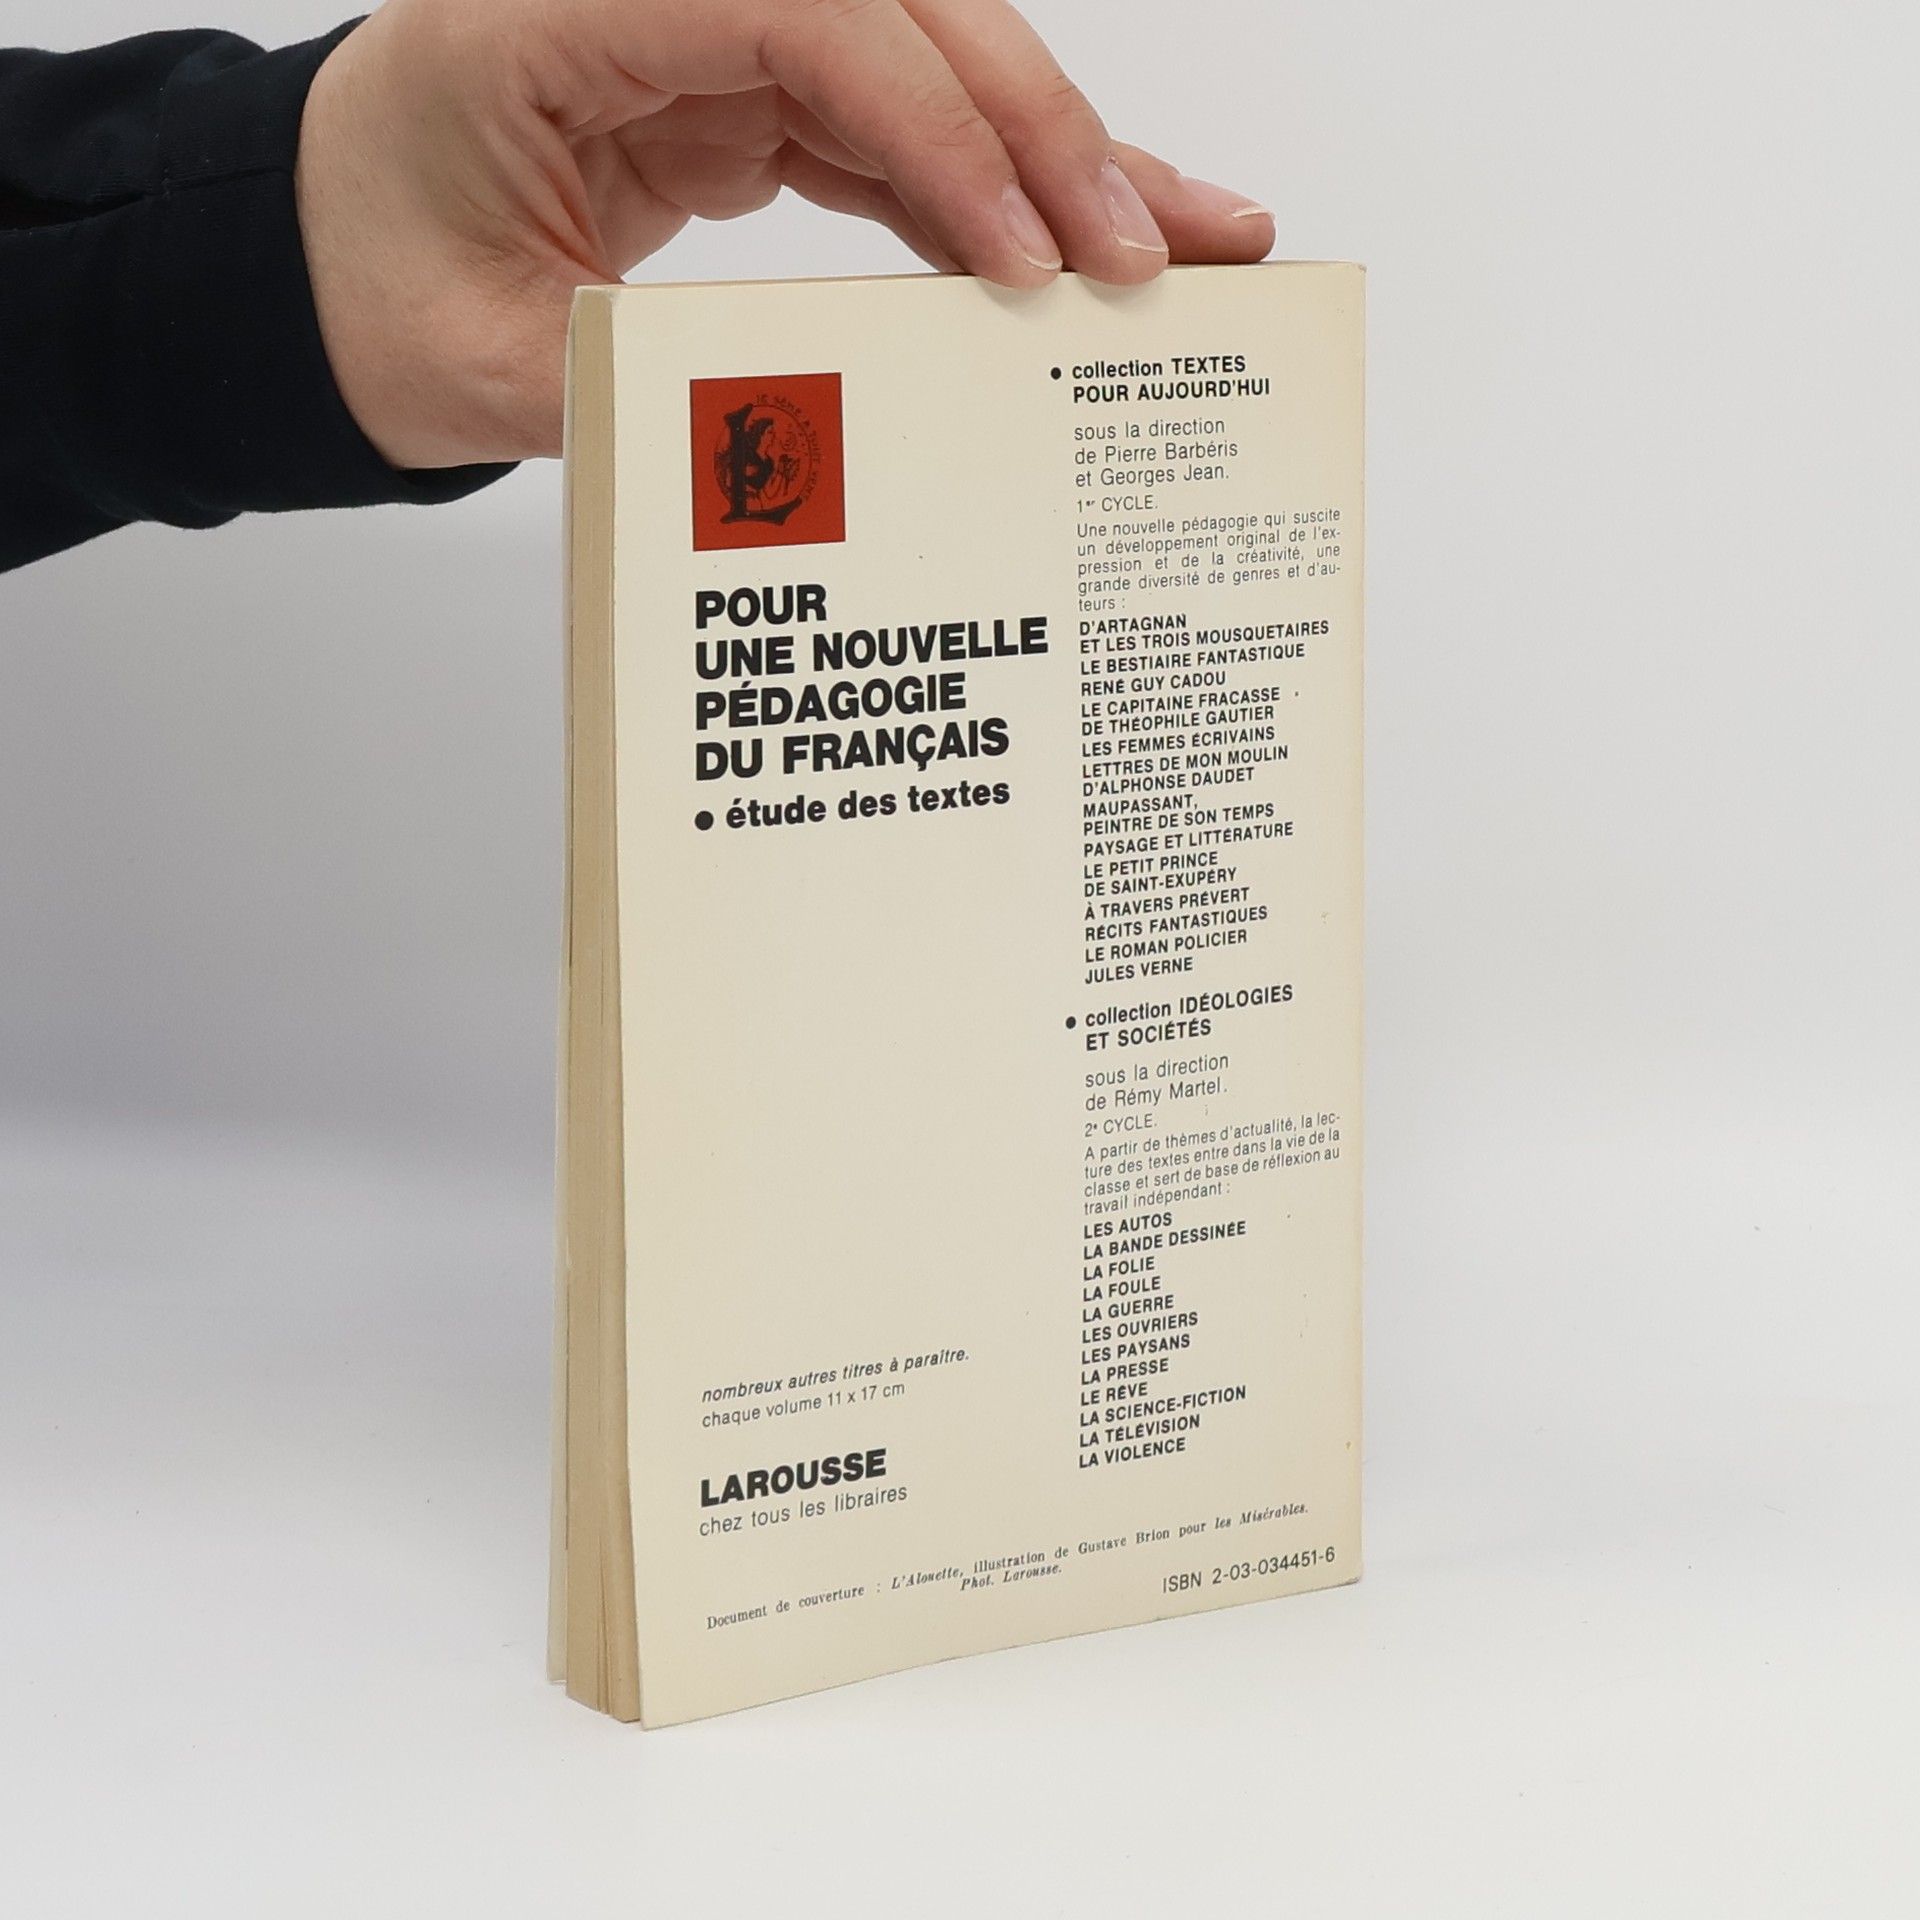 je sème à tout vent
POUR
UNE NOUVELLE
PÉDAGOGIE
DU FRANÇAIS
● étude des textes
nombreux autres titres à paraître.
chaque volume 11 x 17 cm
LAROUSSE
chez tous les libraires
● collection TEXTES
POUR AUJOURD'HUI
sous la direction
de Pierre Barbéris
et Georges Jean.
1er CYCLE.
Une nouvelle pédagogie qui suscite
un développement original de l'ex-
pression et de la créativité, une
grande diversité de genres et d'au-
teurs :
D'ARTAGNAN
ET LES TROIS MOUSQUETAIRES
LE BESTIAIRE FANTASTIQUE
RENÉ GUY CADOU
LE CAPITAINE FRACASSE
DE THÉOPHILE GAUTIER
LES FEMMES ÉCRIVAINS
LETTRES DE MON MOULIN
D'ALPHONSE DAUDET
MAUPASSANT,
PEINTRE DE SON TEMPS
PAYSAGE ET LITTÉRATURE
LE PETIT PRINCE
DE SAINT-EXUPÉRY
À TRAVERS PRÉVERT
RÉCITS FANTASTIQUES
LE ROMAN POLICIER
JULES VERNE
● collection IDÉOLOGIES
ET SOCIÉTÉS
sous la direction
de Rémy Martel.
2e CYCLE.
A partir de thèmes d'actualité, la lec-
ture des textes entre dans la vie de la
classe et sert de base de réflexion au
travail indépendant :
LES AUTOS
LA BANDE DESSINÉE
LA FOLIE
LA FOULE
LA GUERRE
LES OUVRIERS
LES PAYSANS
LA PRESSE
LE RÊVE
LA SCIENCE-FICTION
LA TÉLÉVISION
LA VIOLENCE
Document de couverture : L'Alouette, illustration de Gustave Brion pour les Misérables.
Phot. Larousse.
ISBN 2-03-034451-6